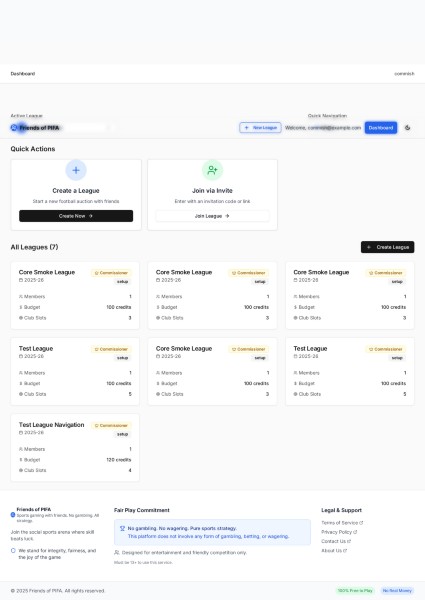 Dashboard
commish
Active League
Quick Navigation
Friends of PIFA
+ New League
Welcome, commish@example.com
Dashboard
Quick Actions
Create a League
Start a new football auction with friends
Create Now →
Join via Invite
Enter with an invitation code or link
Join League →
All Leagues (7)
+ Create League
Core Smoke League
Commissioner
2025-26
setup
Members 1
Budget 100 credits
Club Slots 3
Core Smoke League
Commissioner
2025-26
setup
Members 1
Budget 100 credits
Club Slots 3
Core Smoke League
Commissioner
2025-26
setup
Members 1
Budget 100 credits
Club Slots 3
Test League
Commissioner
2025-26
setup
Members 1
Budget 100 credits
Club Slots 5
Core Smoke League
Commissioner
2025-26
setup
Members 1
Budget 100 credits
Club Slots 3
Test League
Commissioner
2025-26
setup
Members 1
Budget 100 credits
Club Slots 5
Test League Navigation
Commissioner
2025-26
setup
Members 1
Budget 120 credits
Club Slots 4
Friends of PIFA
Sports gaming with friends. No gambling. All
strategy.
Join the social sports arena where skill
beats luck.
We stand for integrity, fairness, and
the joy of the game
Fair Play Commitment
No gambling. No wagering. Pure sports strategy.
This platform does not involve any form of gambling, betting, or wagering.
Designed for entertainment and friendly competition only.
Must be 13+ to use this service
Legal & Support
Terms of Service
Privacy Policy
Contact Us
About Us
© 2025 Friends of PIFA. All rights reserved.
100% Free to Play
No Real Money